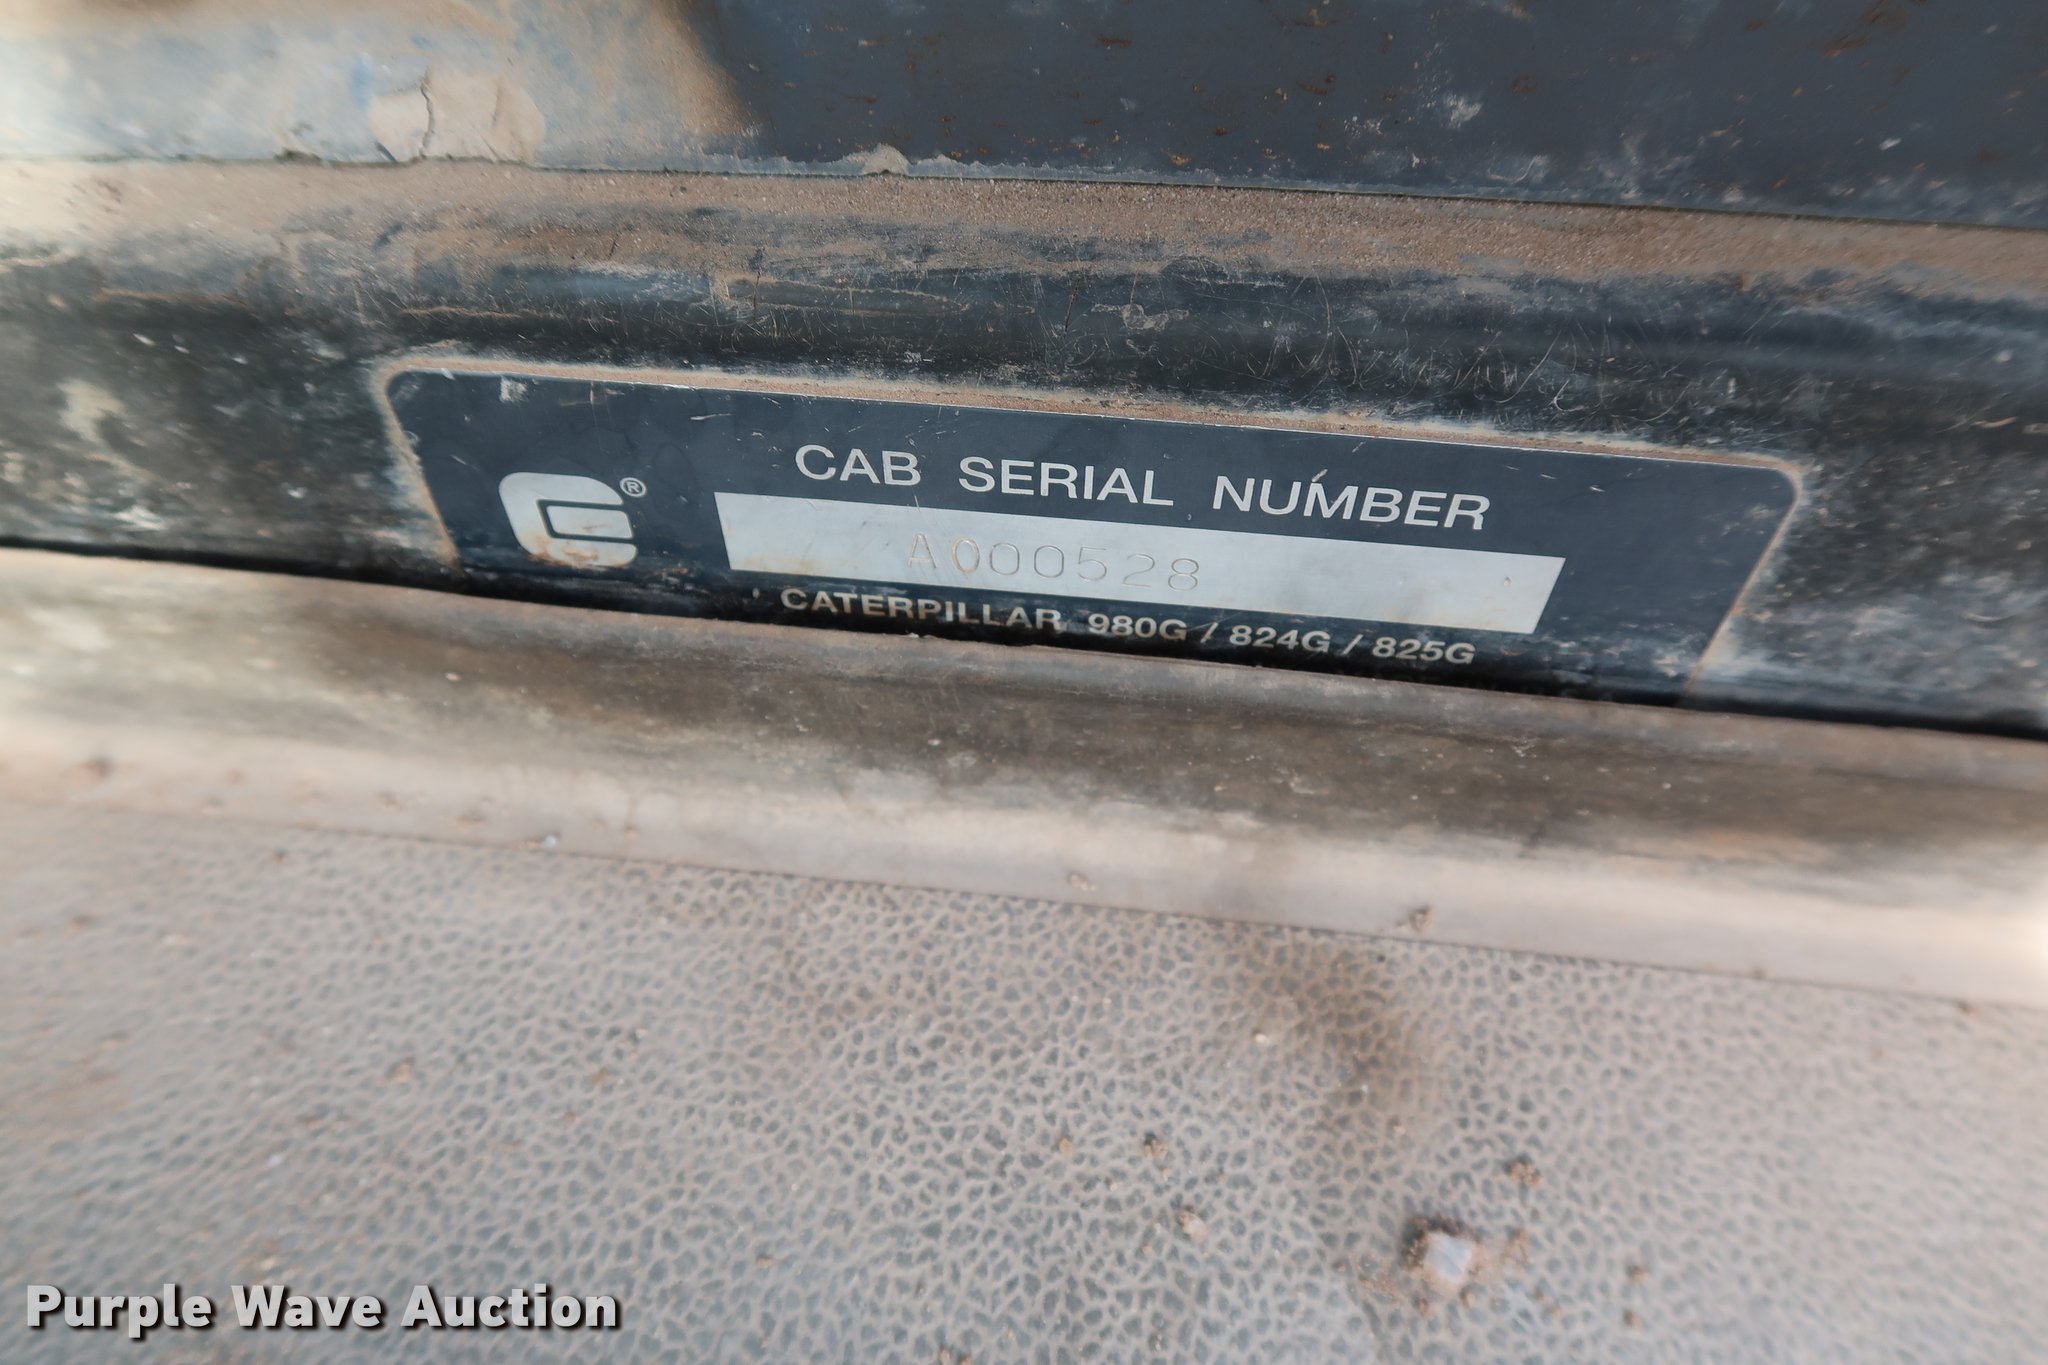 CAB SERIAL NUMBER
®
A000528
CATERPILLAR 980G / 824G / 825G
Purple Wave Auction